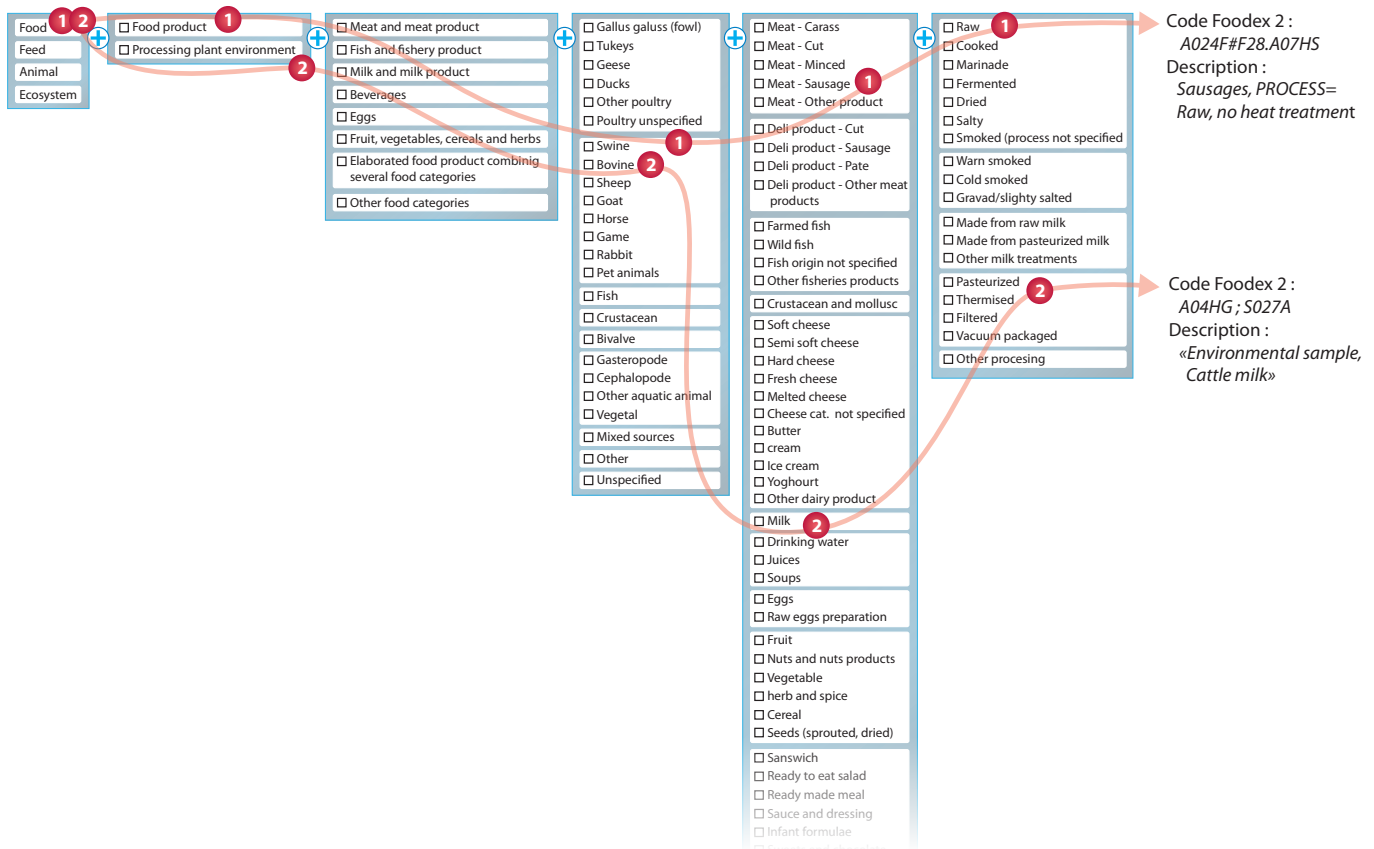 Food
Feed
Animal
Ecosystem
1
2
Food product
1
Processing plant environment
2
Meat and meat product
Fish and fishery product
Milk and milk product
Beverages
Eggs
Fruit, vegetables, cereals and herbs
Elaborated food product combinig
several food categories
Other food categories
Gallus galuss (fowl)
Tukeys
Geese
Ducks
Other poultry
Poultry unspecified
Swine
1
Bovine
2
Sheep
Goat
Horse
Game
Rabbit
Pet animals
Fish
Crustacean
Bivalve
Gasteropode
Cephalopode
Other aquatic animal
Vegetal
Mixed sources
Other
Unspecified
Meat - Carass
Meat - Cut
Meat - Minced
Meat - Sausage
1
Meat - Other product
Deli product - Cut
Deli product - Sausage
Deli product - Pate
Deli product - Other meat
products
Farmed fish
Wild fish
Fish origin not specified
Other fisheries products
Crustacean and mollusc
Soft cheese
Semi soft cheese
Hard cheese
Fresh cheese
Melted cheese
Cheese cat. not specified
Butter
cream
Ice cream
Yoghourt
Other dairy product
Milk
2
Drinking water
Juices
Soups
Eggs
Raw eggs preparation
Fruit
Nuts and nuts products
Vegetable
herb and spice
Cereal
Seeds (sprouted, dried)
Sanswich
Ready to eat salad
Ready made meal
Sauce and dressing
Infant formulae
Raw
1
Cooked
Marinade
Fermented
Dried
Salty
Smoked (process not specified
Warn smoked
Cold smoked
Gravad/slighty salted
Made from raw milk
Made from pasteurized milk
Other milk treatments
Pasteurized
2
Thermised
Filtered
Vacuum packaged
Other procesing
Code Foodex 2 :
A024F#F28.A07HS
Description :
Sausages, PROCESS=
Raw, no heat treatment
Code Foodex 2 :
A04HG ; S027A
Description :
«Environmental sample,
Cattle milk»